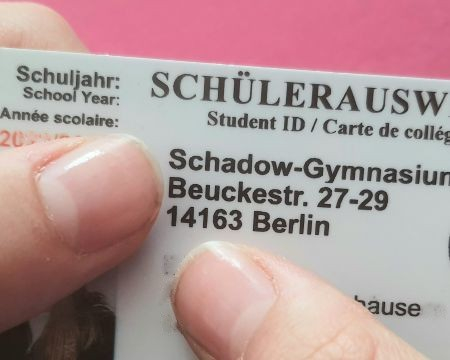 Schuljahr:
School Year:
Année scolaire:
SCHÜLERAUSW
Student ID / Carte de collég
Schadow-Gymnasium
Beuckestr. 27-29
14163 Berlin
hause